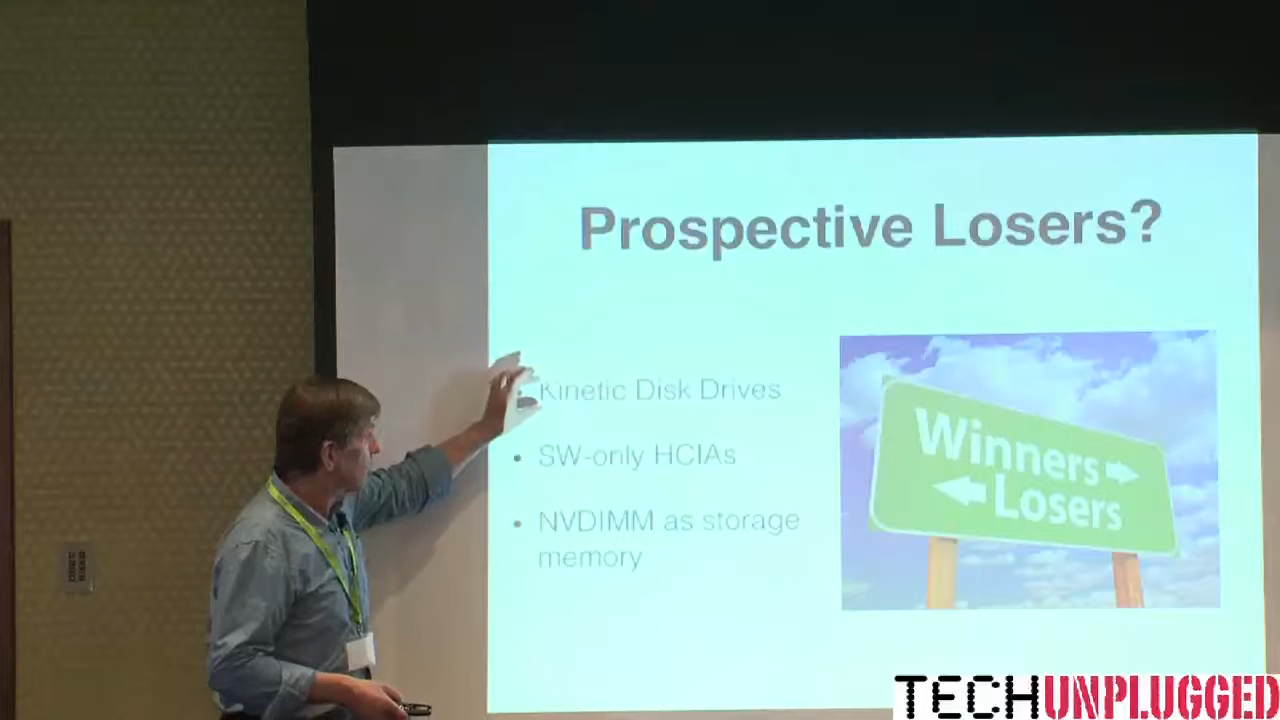 Prospective Losers?
• Kinetic Disk Drives
• SW-only HCIAs
• NVDIMM as storage
memory
Winners
Losers
TECHUNPLUGGED